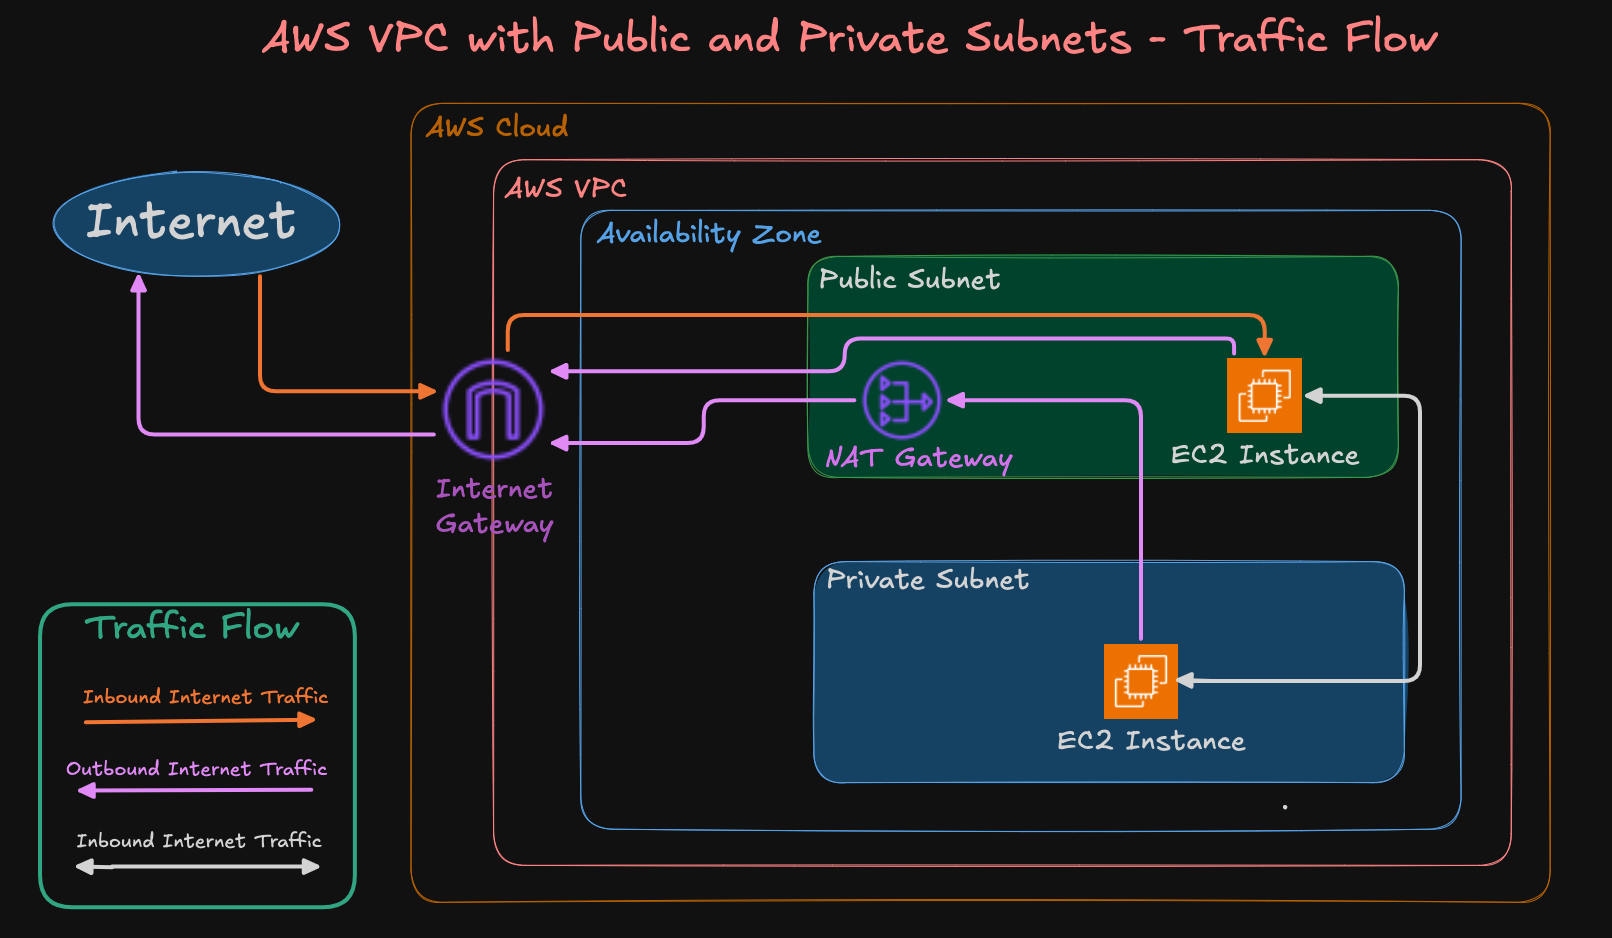 AWS VPC with Public and Private Subnets - Traffic Flow
AWS Cloud
AWS VPC
Internet
Availability Zone
Public Subnet
NAT Gateway
EC2 Instance
Internet
Gateway
Private Subnet
EC2 Instance
Traffic Flow
Inbound Internet Traffic
Outbound Internet Traffic
Inbound Internet Traffic